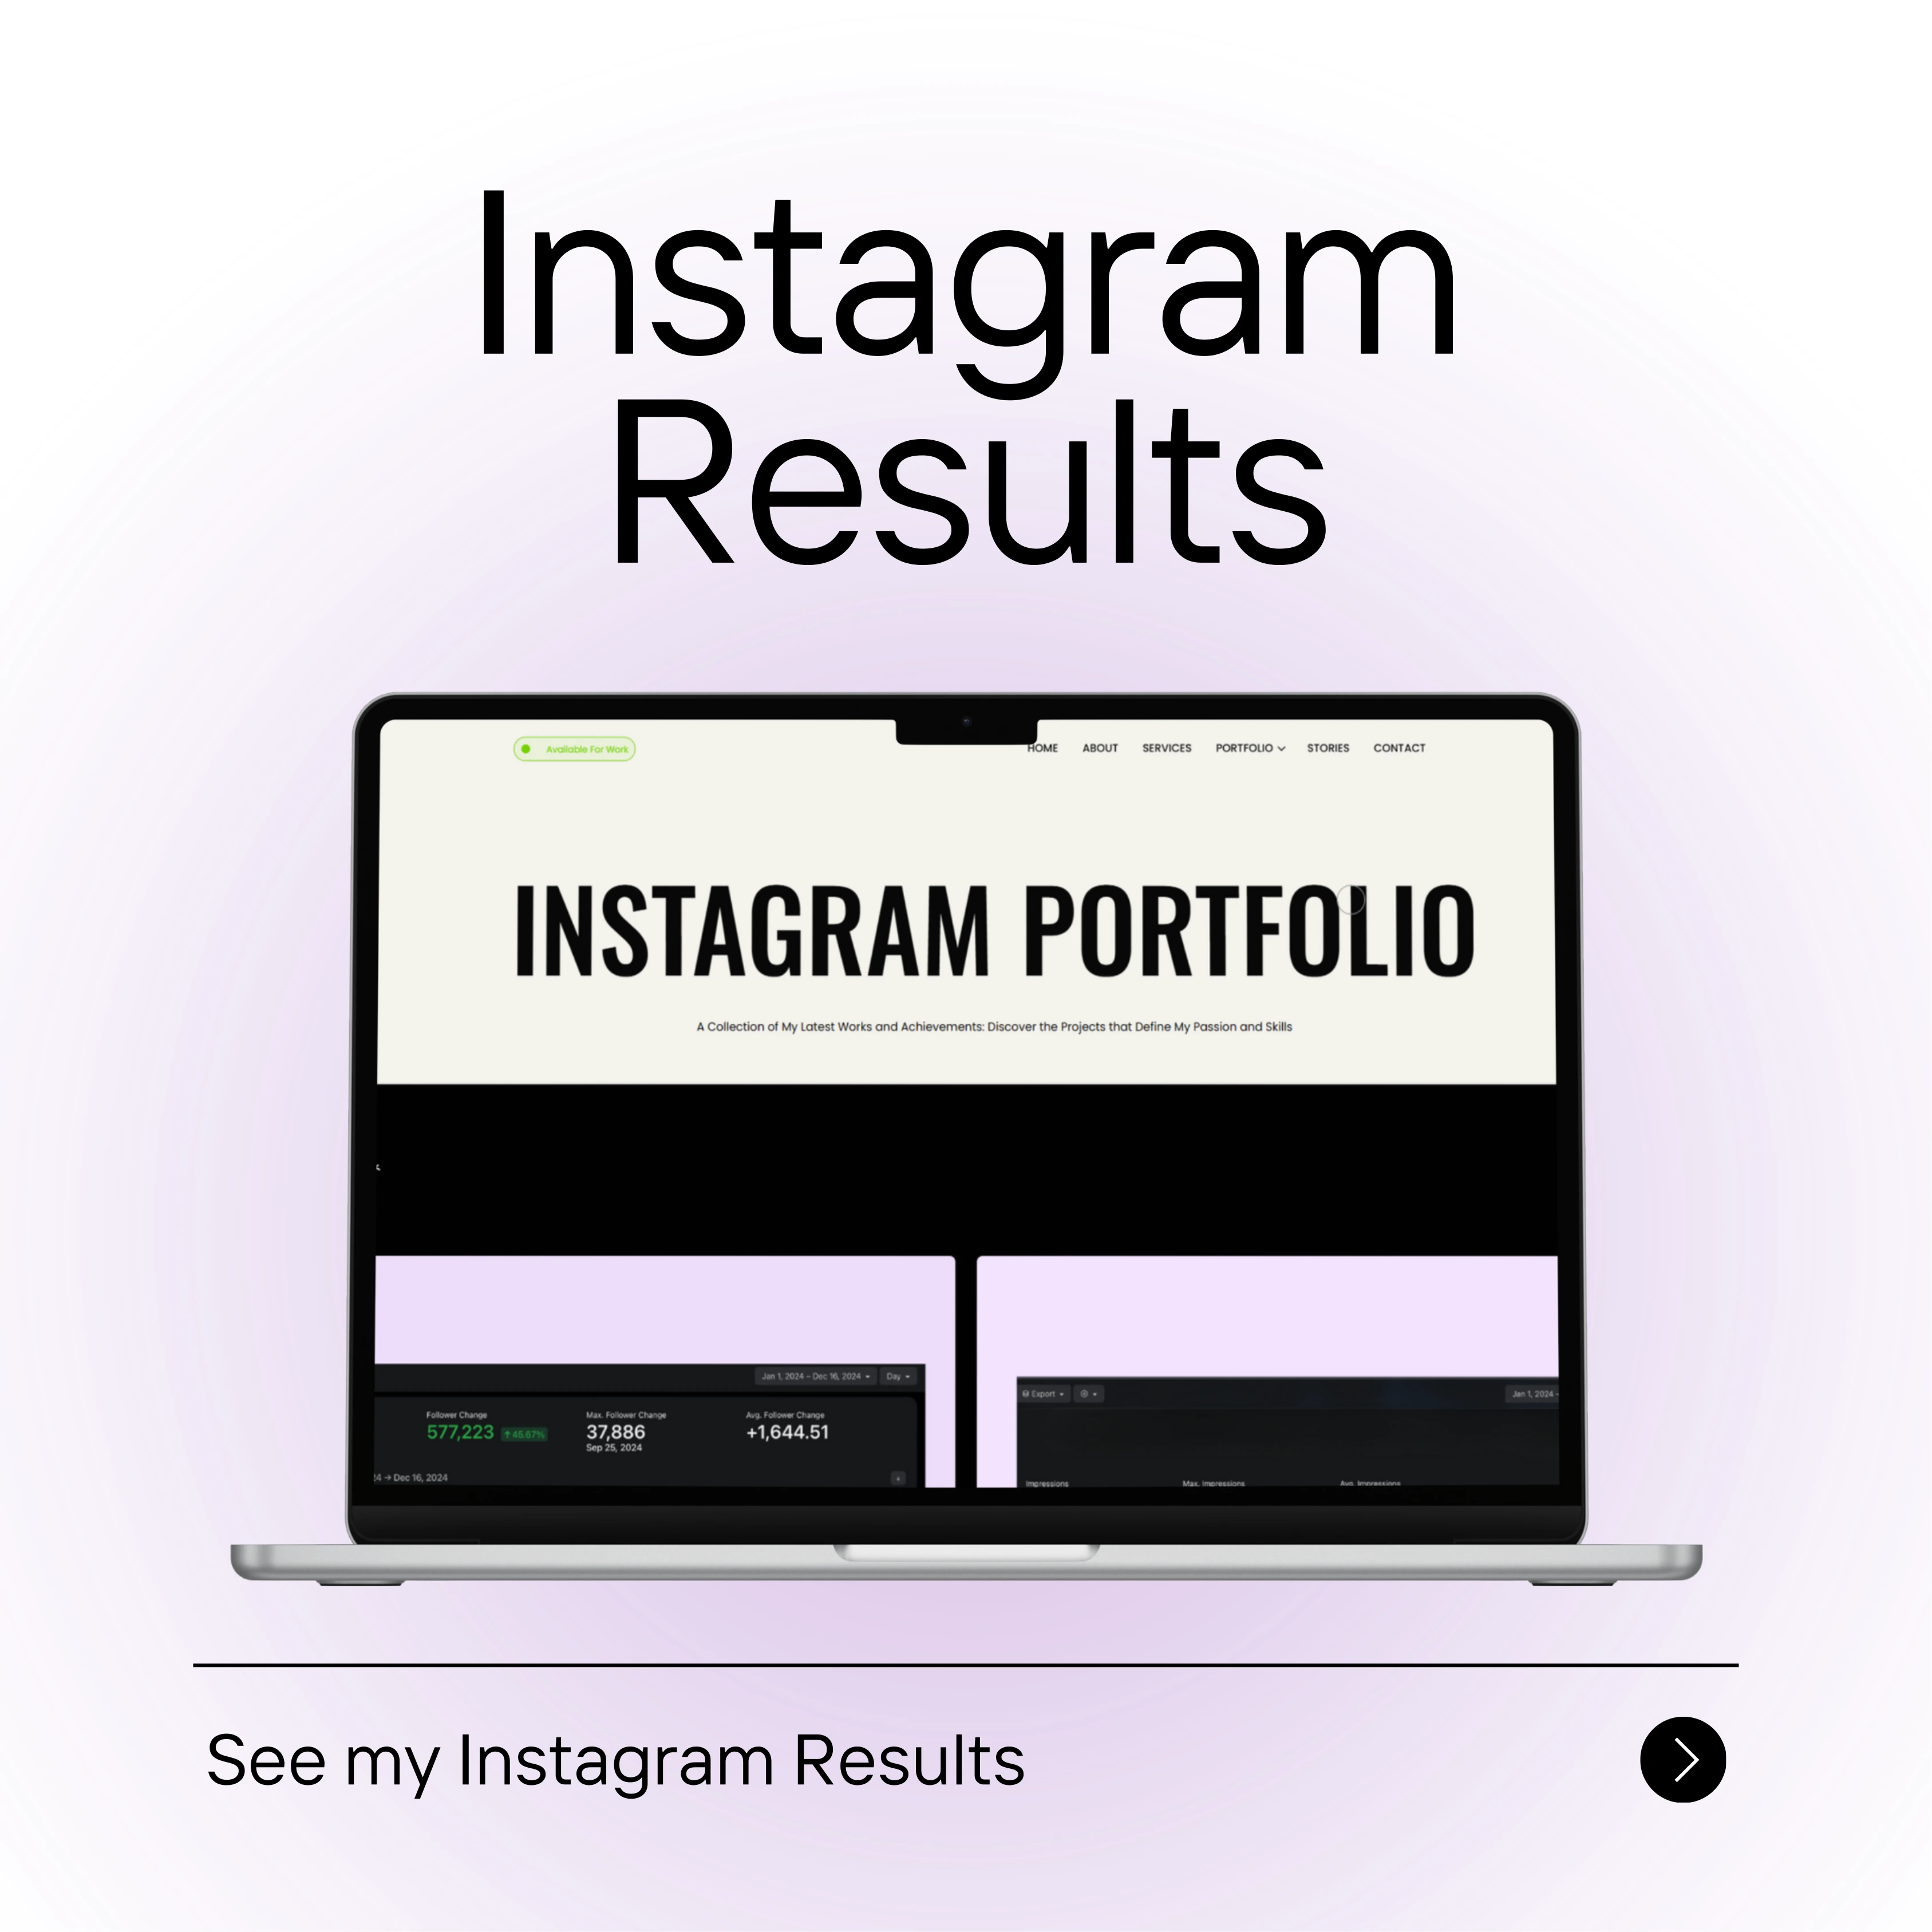 Instagram
Results
Available For Work
HOME ABOUT SERVICES PORTFOLIO STORIES CONTACT
INSTAGRAM PORTFOLIO
A Collection of My Latest Works and Achievements: Discover the Projects that Define My Passion and Skills
Jan 1, 2024 – Dec 16, 2024 Day
Follower Change Max. Follower Change Avg. Follower Change
577,223 ↑45.67% 37,886 +1,644.51
Sep 25, 2024
24 → Dec 16, 2024
Export Jan 1, 2024 -
Impressions Max. Impressions Avg. Impressions
See my Instagram Results